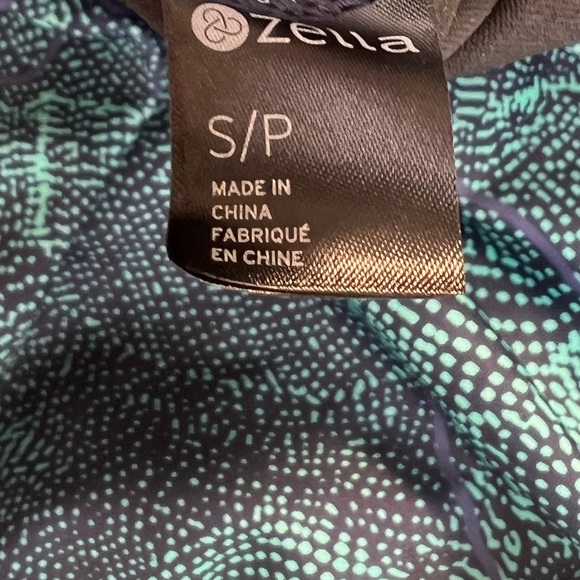 zella
S/P
MADE IN
CHINA
FABRIQUÉ
EN CHINE